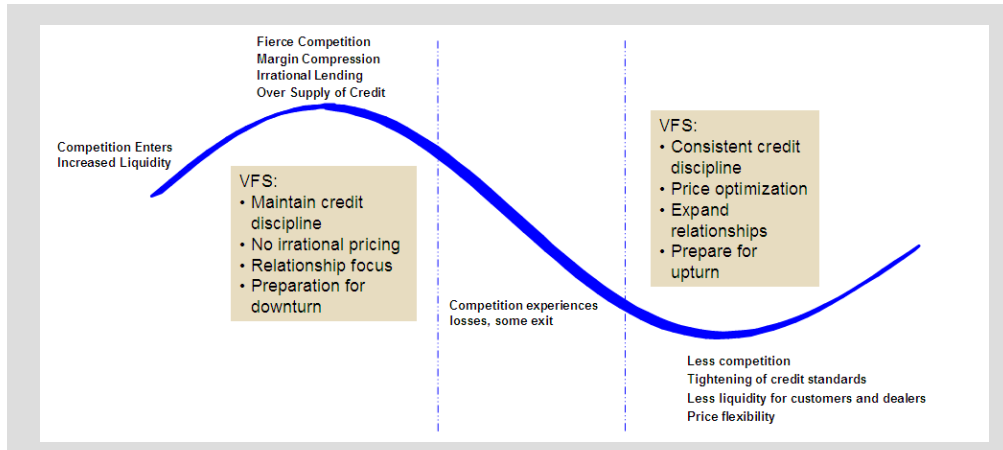 Fierce Competition
Margin Compression
Irrational Lending
Over Supply of Credit
Competition Enters
Increased Liquidity
VFS:
• Maintain credit
discipline
• No irrational pricing
• Relationship focus
• Preparation for
downturn
Competition experiences
losses, some exit
VFS:
• Consistent credit
discipline
• Price optimization
• Expand
relationships
• Prepare for
upturn
Less competition
Tightening of credit standards
Less liquidity for customers and dealers
Price flexibility